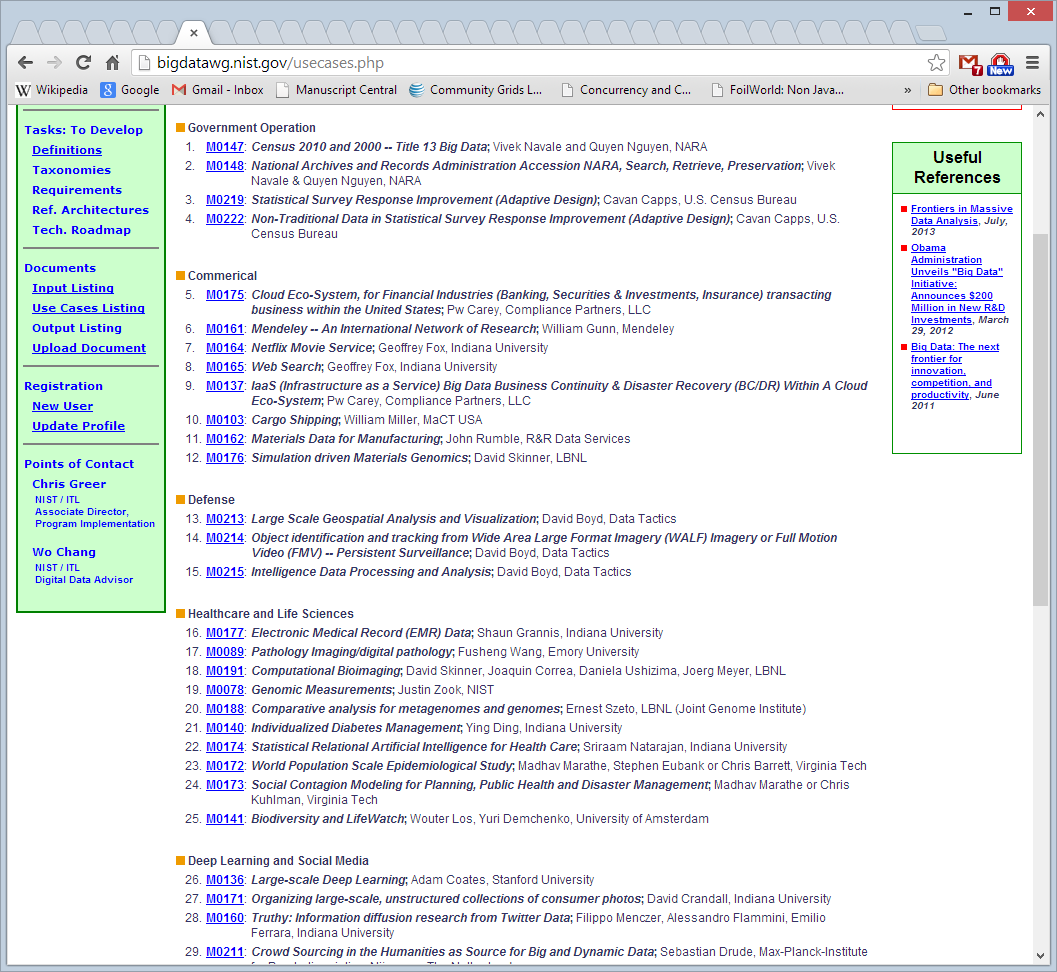 bigdatawg.nist.gov/usecases.php
7
New
W Wikipedia
8 Google
Gmail - Inbox
Manuscript Central
Community Grids L...
Concurrency and C...
FoilWorld: Non Java...
»
Other bookmarks
Tasks: To Develop
Definitions
Taxonomies
Requirements
Ref. Architectures
Tech. Roadmap
Documents
Input Listing
Use Cases Listing
Output Listing
Upload Document
Registration
New User
Update Profile
Points of Contact
Chris Greer
NIST / ITL
Associate Director,
Program Implementation
Wo Chang
NIST / ITL
Digital Data Advisor
Government Operation
1. M0147: Census 2010 and 2000 -- Title 13 Big Data; Vivek Navale and Quyen Nguyen, NARA
2. M0148: National Archives and Records Administration Accession NARA, Search, Retrieve, Preservation; Vivek
Navale & Quyen Nguyen, NARA
3. M0219: Statistical Survey Response Improvement (Adaptive Design); Cavan Capps, U.S. Census Bureau
4. M0222: Non-Traditional Data in Statistical Survey Response Improvement (Adaptive Design); Cavan Capps, U.S.
Census Bureau
Commerical
5. M0175: Cloud Eco-System, for Financial Industries (Banking, Securities & Investments, Insurance) transacting
business within the United States; Pw Carey, Compliance Partners, LLC
6. M0161: Mendeley -- An International Network of Research; William Gunn, Mendeley
7. M0164: Netflix Movie Service; Geoffrey Fox, Indiana University
8. M0165: Web Search; Geoffrey Fox, Indiana University
9. M0137: IaaS (Infrastructure as a Service) Big Data Business Continuity & Disaster Recovery (BC/DR) Within A Cloud
Eco-System; Pw Carey, Compliance Partners, LLC
10. M0103: Cargo Shipping; William Miller, MaCT USA
11. M0162: Materials Data for Manufacturing; John Rumble, R&R Data Services
12. M0176: Simulation driven Materials Genomics; David Skinner, LBNL
Defense
13. M0213: Large Scale Geospatial Analysis and Visualization; David Boyd, Data Tactics
14. M0214: Object identification and tracking from Wide Area Large Format Imagery (WALF) Imagery or Full Motion
Video (FMV) -- Persistent Surveillance; David Boyd, Data Tactics
15. M0215: Intelligence Data Processing and Analysis; David Boyd, Data Tactics
Healthcare and Life Sciences
16. M0177: Electronic Medical Record (EMR) Data; Shaun Grannis, Indiana University
17. M0089: Pathology Imaging/digital pathology; Fusheng Wang, Emory University
18. M0191: Computational Bioimaging; David Skinner, Joaquin Correa, Daniela Ushizima, Joerg Meyer, LBNL
19. M0078: Genomic Measurements; Justin Zook, NIST
20. M0188: Comparative analysis for metagenomes and genomes; Ernest Szeto, LBNL (Joint Genome Institute)
21. M0140: Individualized Diabetes Management; Ying Ding, Indiana University
22. M0174: Statistical Relational Artificial Intelligence for Health Care; Sriraam Natarajan, Indiana University
23. M0172: World Population Scale Epidemiological Study; Madhav Marathe, Stephen Eubank or Chris Barrett, Virginia Tech
24. M0173: Social Contagion Modeling for Planning, Public Health and Disaster Management; Madhav Marathe or Chris
Kuhlman, Virginia Tech
25. M0141: Biodiversity and LifeWatch; Wouter Los, Yuri Demchenko, University of Amsterdam
Deep Learning and Social Media
26. M0136: Large-scale Deep Learning; Adam Coates, Stanford University
27. M0171: Organizing large-scale, unstructured collections of consumer photos; David Crandall, Indiana University
28. M0160: Truthy: Information diffusion research from Twitter Data; Filippo Menczer, Alessandro Flammini, Emilio
Ferrara, Indiana University
29. M0211: Crowd Sourcing in the Humanities as Source for Big and Dynamic Data; Sebastian Drude, Max-Planck-Institute
Useful
References
Frontiers in Massive
Data Analysis, July,
2013
Obama
Administration
Unveils "Big Data"
Initiative:
Announces $200
Million in New R&D
Investments, March
29, 2012
Big Data: The next
frontier for
innovation,
competition, and
productivity, June
2011